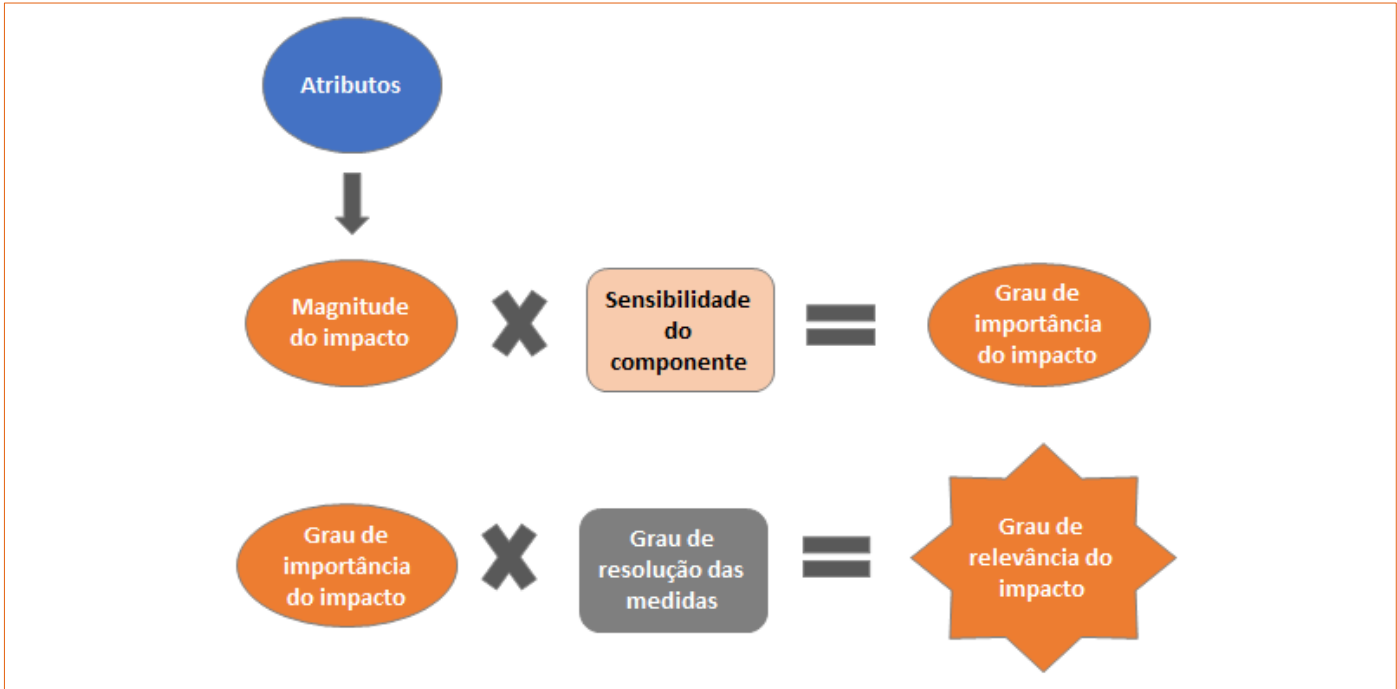 Atributos
Magnitude
do impacto
Sensibilidade
do
componente
Grau de
importância
do impacto
Grau de
importância
do impacto
Grau de
resolução das
medidas
Grau de
relevância do
impacto